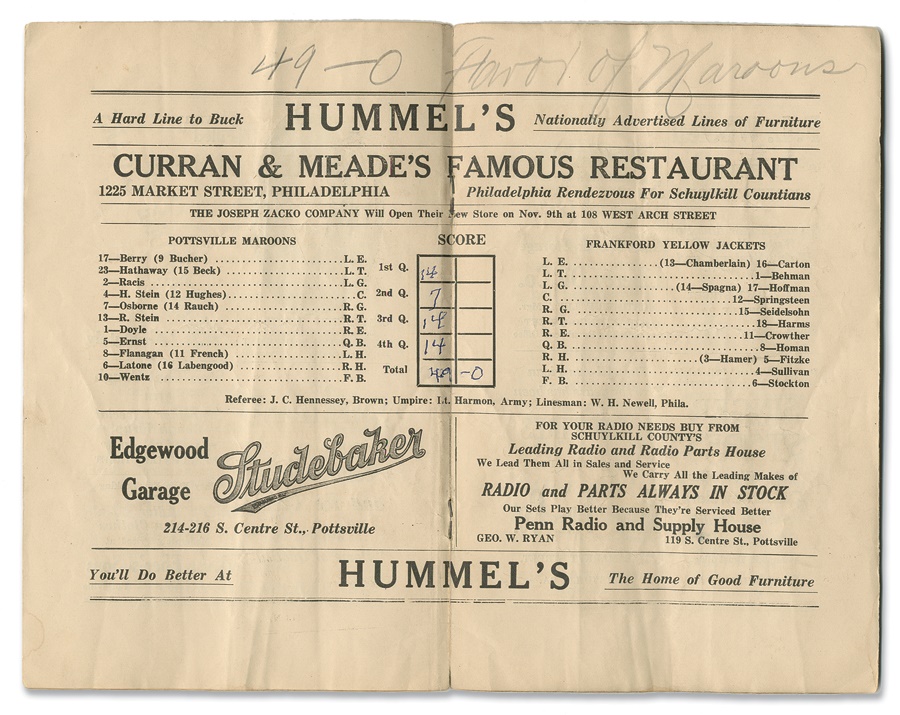 49 — 0 Favor of Maroons
A Hard Line to Buck HUMMEL'S Nationally Advertised Lines of Furniture
CURRAN & MEADE'S FAMOUS RESTAURANT
1225 MARKET STREET, PHILADELPHIA Philadelphia Rendezvous For Schuylkill Countians
THE JOSEPH ZACKO COMPANY Will Open Their New Store on Nov. 9th at 108 WEST ARCH STREET
POTTSVILLE MAROONS
17—Berry (9 Bucher) L. E.
23—Hathaway (15 Beck) L. T.
2—Racis L. G.
4—H. Stein (12 Hughes) C.
7—Osborne (14 Rauch) R. G.
13—R. Stein R. T.
1—Doyle R. E.
5—Ernst Q. B.
8—Flanagan (11 French) L. H.
6—Latone (16 Labengood) R. H.
10—Wentz F. B.
SCORE
1st Q. 14
2nd Q. 7
3rd Q. 14
4th Q. 14
Total 49 -0
FRANKFORD YELLOW JACKETS
L. E. (13—Chamberlain) 16—Carton
L. T. 1—Behman
L. G. (14—Spagna) 17—Hoffman
C. 12—Springsteen
R. G. 15—Seidelsohn
R. T. 18—Harms
R. E. 11—Crowther
Q. B. 8—Homan
R. H. (3—Hamer) 5—Fitzke
L. H. 4—Sullivan
F. B. 6—Stockton
Referee: J. C. Hennessey, Brown; Umpire: Lt. Harmon, Army; Linesman: W. H. Newell, Phila.
Edgewood
Garage
Studebaker
214-216 S. Centre St., Pottsville
FOR YOUR RADIO NEEDS BUY FROM
SCHUYLKILL COUNTY'S
Leading Radio and Radio Parts House
We Lead Them All in Sales and Service
We Carry All the Leading Makes of
RADIO and PARTS ALWAYS IN STOCK
Our Sets Play Better Because They're Serviced Better
Penn Radio and Supply House
GEO. W. RYAN 119 S. Centre St., Pottsville
You'll Do Better At HUMMEL'S The Home of Good Furniture